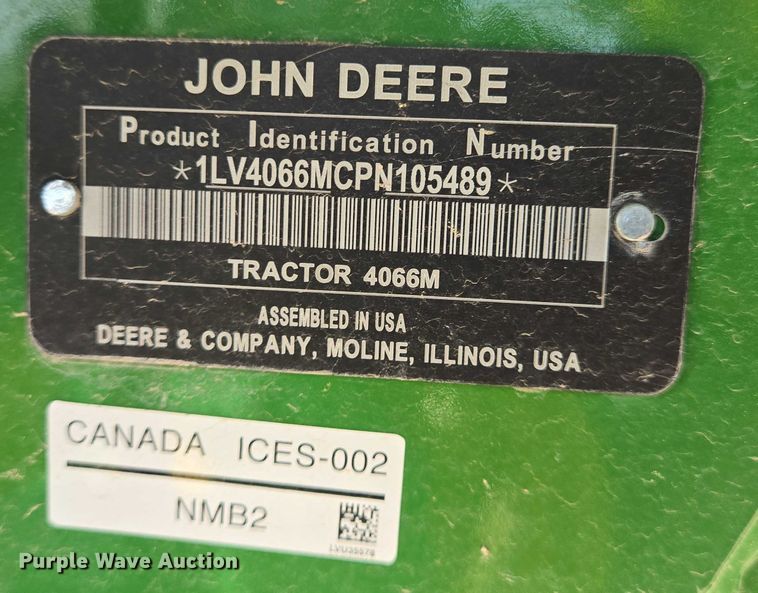 JOHN DEERE
Product Identification Number
*1LV4066MCPN105489*
TRACTOR 4066M
ASSEMBLED IN USA
DEERE & COMPANY, MOLINE, ILLINOIS, USA
CANADA ICES-002
NMB2
LVU35578
Purple Wave Auction